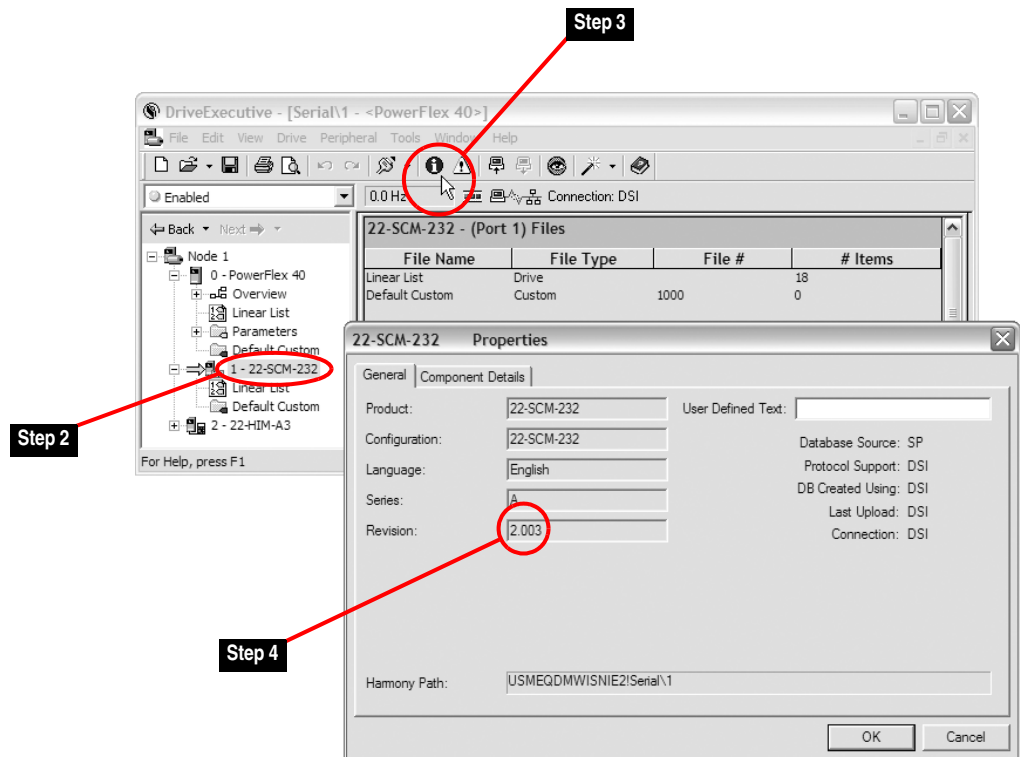 Step 3
DriveExecutive - [Serial\1 - <PowerFlex 40>]
File Edit View Drive Peripheral Tools Window Help
Enabled
0.0 Hz
Connection: DSI
Back Next
Node 1
0 - PowerFlex 40
Overview
Linear List
Parameters
Default Custom
1 - 22-SCM-232
Linear List
Default Custom
2 - 22-HIM-A3
For Help, press F1
22-SCM-232 - (Port 1) Files
File Name File Type File # # Items
Linear List Drive 18
Default Custom Custom 1000 0
Step 2
22-SCM-232 Properties
General Component Details
Product: 22-SCM-232 User Defined Text:
Configuration: 22-SCM-232 Database Source: SP
Language: English Protocol Support: DSI
Series: A DB Created Using: DSI
Last Upload: DSI
Revision: 2.003 Connection: DSI
Step 4
Harmony Path: USMEQDMWISNIE2!Serial\1
OK Cancel